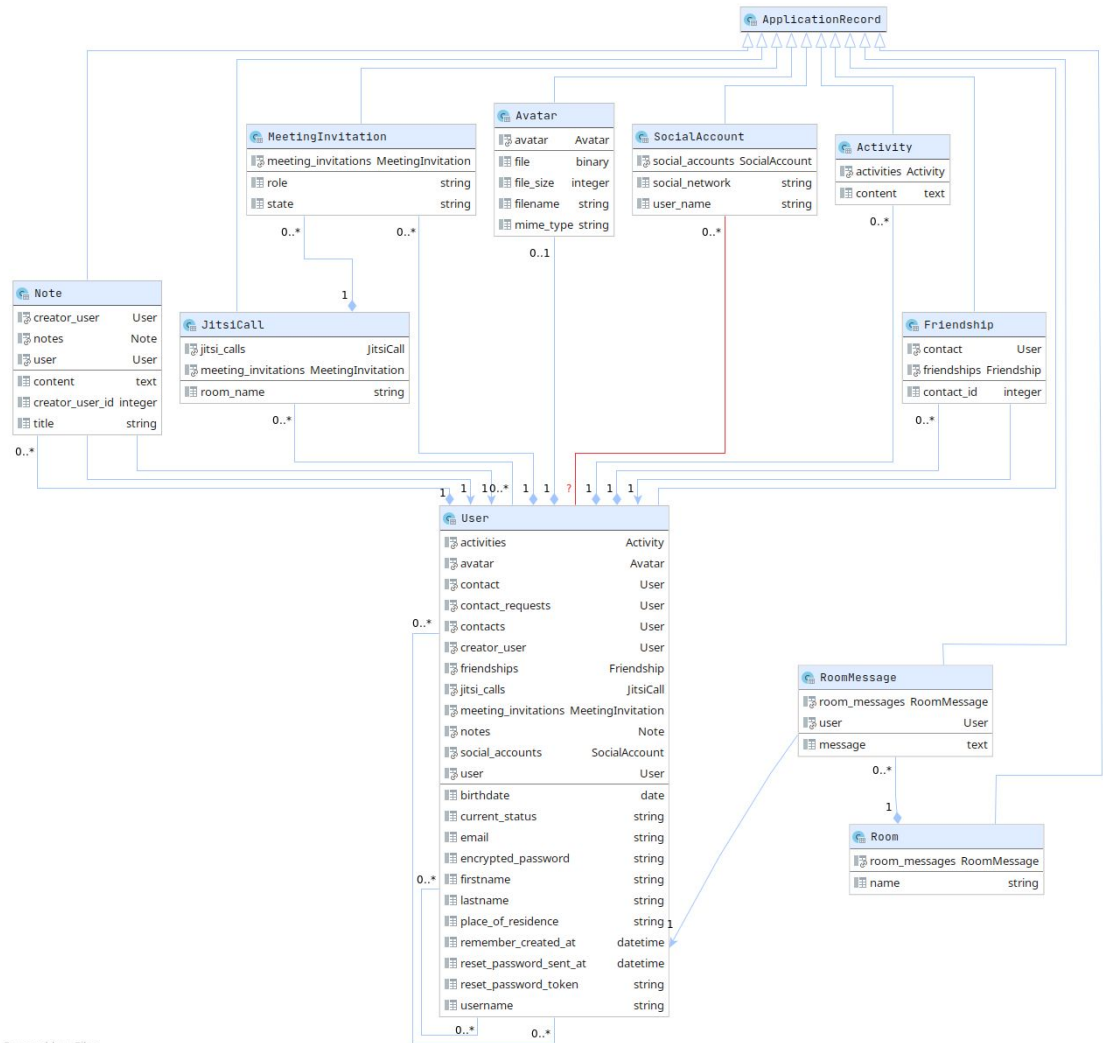 ApplicationRecord
MeetingInvitation
meeting_invitations MeetingInvitation
role string
state string
0..*
0..*
Avatar
avatar Avatar
file binary
file_size integer
filename string
mime_type string
0..1
SocialAccount
social_accounts SocialAccount
social_network string
user_name string
0..*
Activity
activities Activity
content text
0..*
Note
creator_user User
notes Note
user User
content text
creator_user_id integer
title string
0..*
1
JitsiCall
jitsi_calls JitsiCall
meeting_invitations MeetingInvitation
room_name string
0..*
Friendship
contact User
friendships Friendship
contact_id integer
0..*
1 1 1 0..* 1 1 ? 1 1 1
User
activities Activity
avatar Avatar
contact User
contact_requests User
contacts User
creator_user User
friendships Friendship
jitsi_calls JitsiCall
meeting_invitations MeetingInvitation
notes Note
social_accounts SocialAccount
user User
birthdate date
current_status string
email string
encrypted_password string
firstname string
lastname string
place_of_residence string
remember_created_at datetime
reset_password_sent_at datetime
reset_password_token string
username string
0..*
0..*
0..*
0..*
1
RoomMessage
room_messages RoomMessage
user User
message text
0..*
1
Room
room_messages RoomMessage
name string